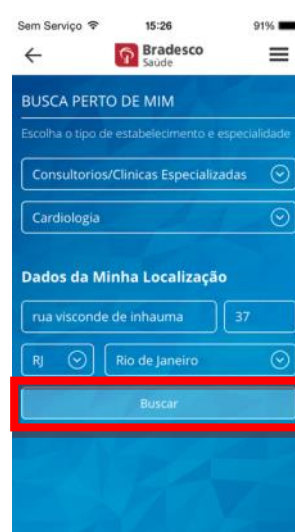 Sem Serviço 15:26 91%
Bradesco
Saúde
BUSCA PERTO DE MIM
Escolha o tipo de estabelecimento e especialidade
Consultorios/Clinicas Especializadas
Cardiologia
Dados da Minha Localização
rua visconde de inhauma 37
RJ Rio de Janeiro
Buscar